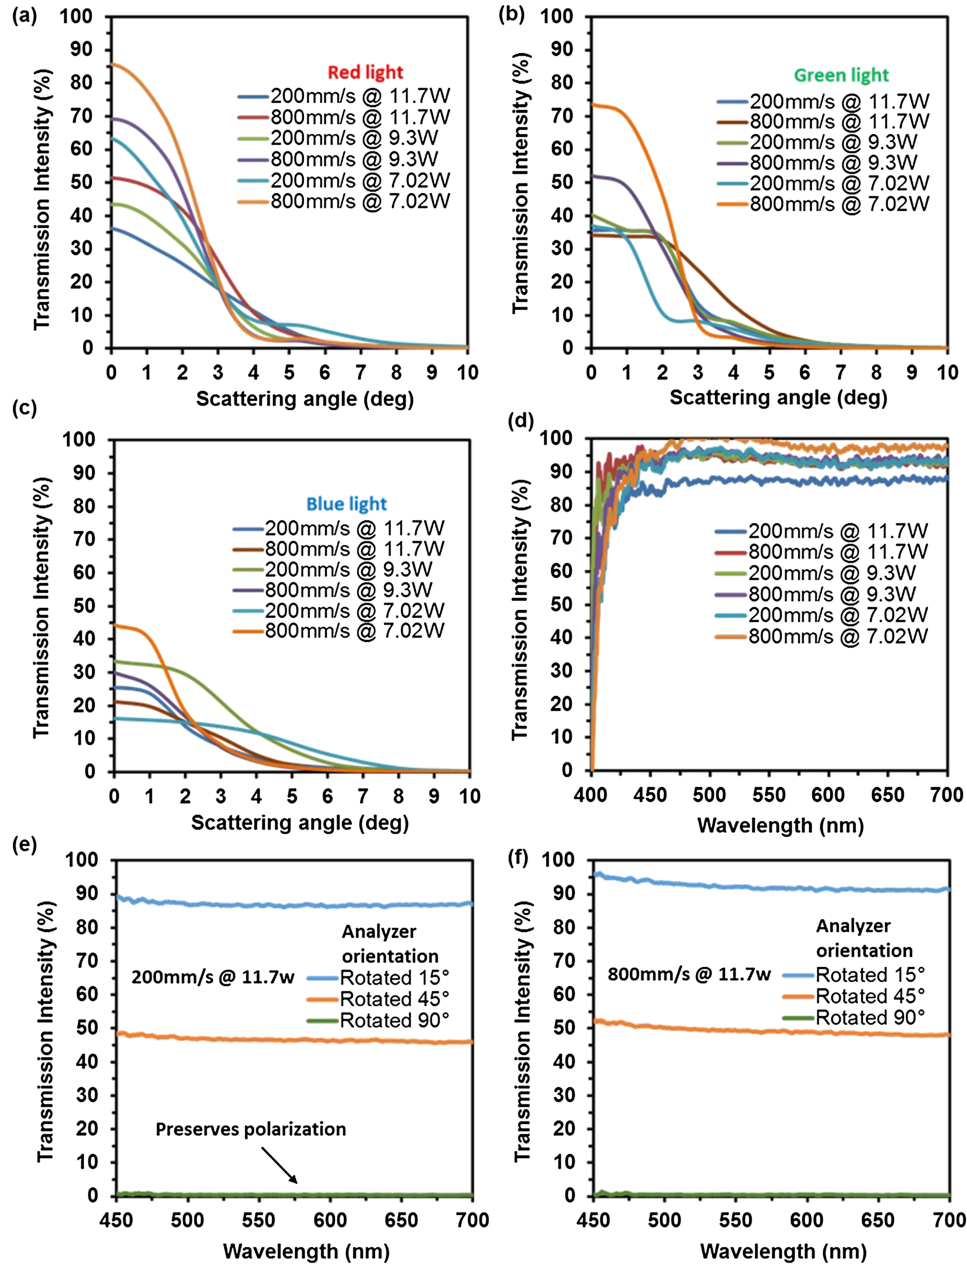 (a)
100
90
80
70
60
50
40
30
20
10
0
Transmission Intensity (%)
Red light
200mm/s @ 11.7W
800mm/s @ 11.7W
200mm/s @ 9.3W
800mm/s @ 9.3W
200mm/s @ 7.02W
800mm/s @ 7.02W
0 1 2 3 4 5 6 7 8 9 10
Scattering angle (deg)
(b)
100
90
80
70
60
50
40
30
20
10
0
Transmission Intensity (%)
Green light
200mm/s @ 11.7W
800mm/s @ 11.7W
200mm/s @ 9.3W
800mm/s @ 9.3W
200mm/s @ 7.02W
800mm/s @ 7.02W
0 1 2 3 4 5 6 7 8 9 10
Scattering angle (deg)
(c)
100
90
80
70
60
50
40
30
20
10
0
Transmission Intensity (%)
Blue light
200mm/s @ 11.7W
800mm/s @ 11.7W
200mm/s @ 9.3W
800mm/s @ 9.3W
200mm/s @ 7.02W
800mm/s @ 7.02W
0 1 2 3 4 5 6 7 8 9 10
Scattering angle (deg)
(d)
100
90
80
70
60
50
40
30
20
10
0
Transmission Intensity (%)
200mm/s @ 11.7W
800mm/s @ 11.7W
200mm/s @ 9.3W
800mm/s @ 9.3W
200mm/s @ 7.02W
800mm/s @ 7.02W
400 450 500 550 600 650 700
Wavelength (nm)
(e)
100
90
80
70
60
50
40
30
20
10
0
Transmission Intensity (%)
Analyzer
orientation
200mm/s @ 11.7w
Rotated 15°
Rotated 45°
Rotated 90°
Preserves polarization
450 500 550 600 650 700
Wavelength (nm)
(f)
100
90
80
70
60
50
40
30
20
10
0
Transmission Intensity (%)
Analyzer
orientation
800mm/s @ 11.7w
Rotated 15°
Rotated 45°
Rotated 90°
450 500 550 600 650 700
Wavelength (nm)